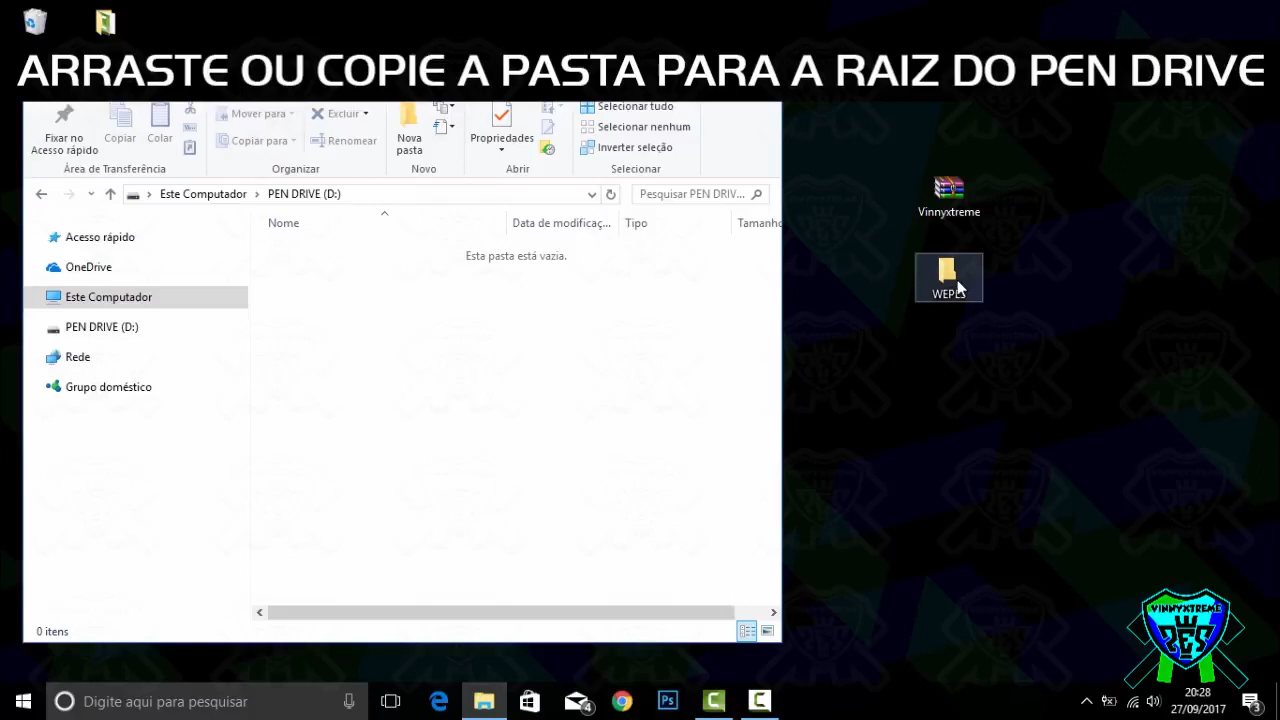 ARRASTE OU COPIE A PASTA PARA A RAIZ DO PEN DRIVE
Fixar no
Acesso rápido
Copiar
Colar
Mover para
Copiar para
Excluir
Renomear
Nova
pasta
Propriedades
Selecionar tudo
Selecionar nenhum
Inverter seleção
Área de Transferência
Organizar
Novo
Abrir
Selecionar
Este Computador
PEN DRIVE (D:)
Pesquisar PEN DRIV...
Nome
Data de modificaç...
Tipo
Tamanho
Esta pasta está vazia.
Acesso rápido
OneDrive
Este Computador
PEN DRIVE (D:)
Rede
Grupo doméstico
0 itens
Vinnyxtreme
WEPES
VINNYXTREME
PES
Digite aqui para pesquisar
Ps
4
20:28
27/09/2017
3